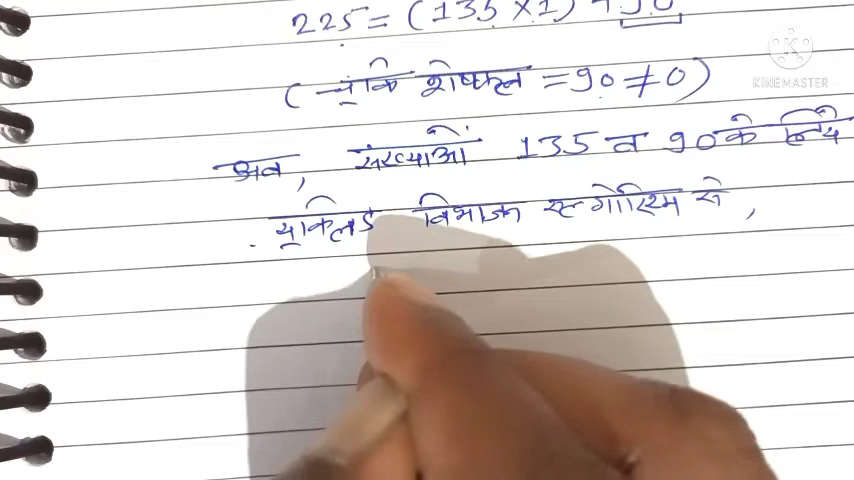 225 = (135 × 1) + 90
(चूंकि शेषफल = 90 ≠ 0)
KINEMASTER
अब, संख्याओं 135 व 90 के लिये
यूक्लिड विभाजन एल्गोरिथ्म से,